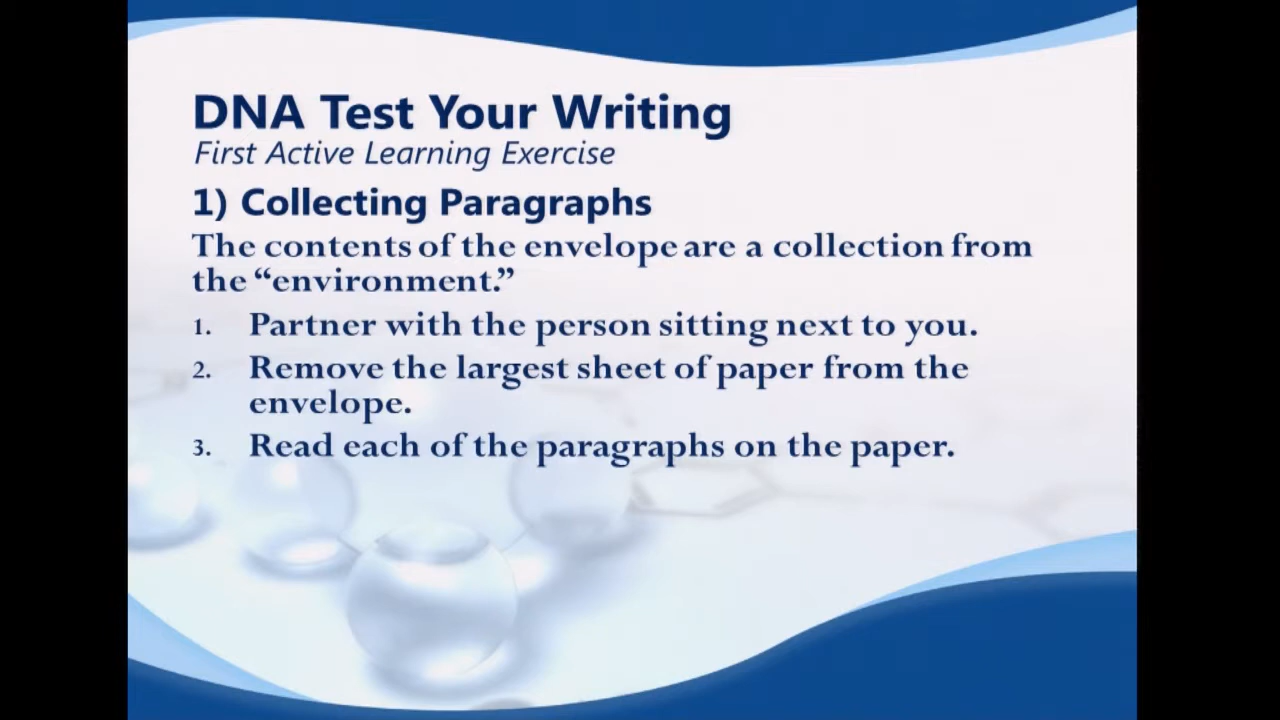 DNA Test Your Writing
First Active Learning Exercise
1) Collecting Paragraphs
The contents of the envelope are a collection from
the “environment.”
1. Partner with the person sitting next to you.
2. Remove the largest sheet of paper from the
envelope.
3. Read each of the paragraphs on the paper.